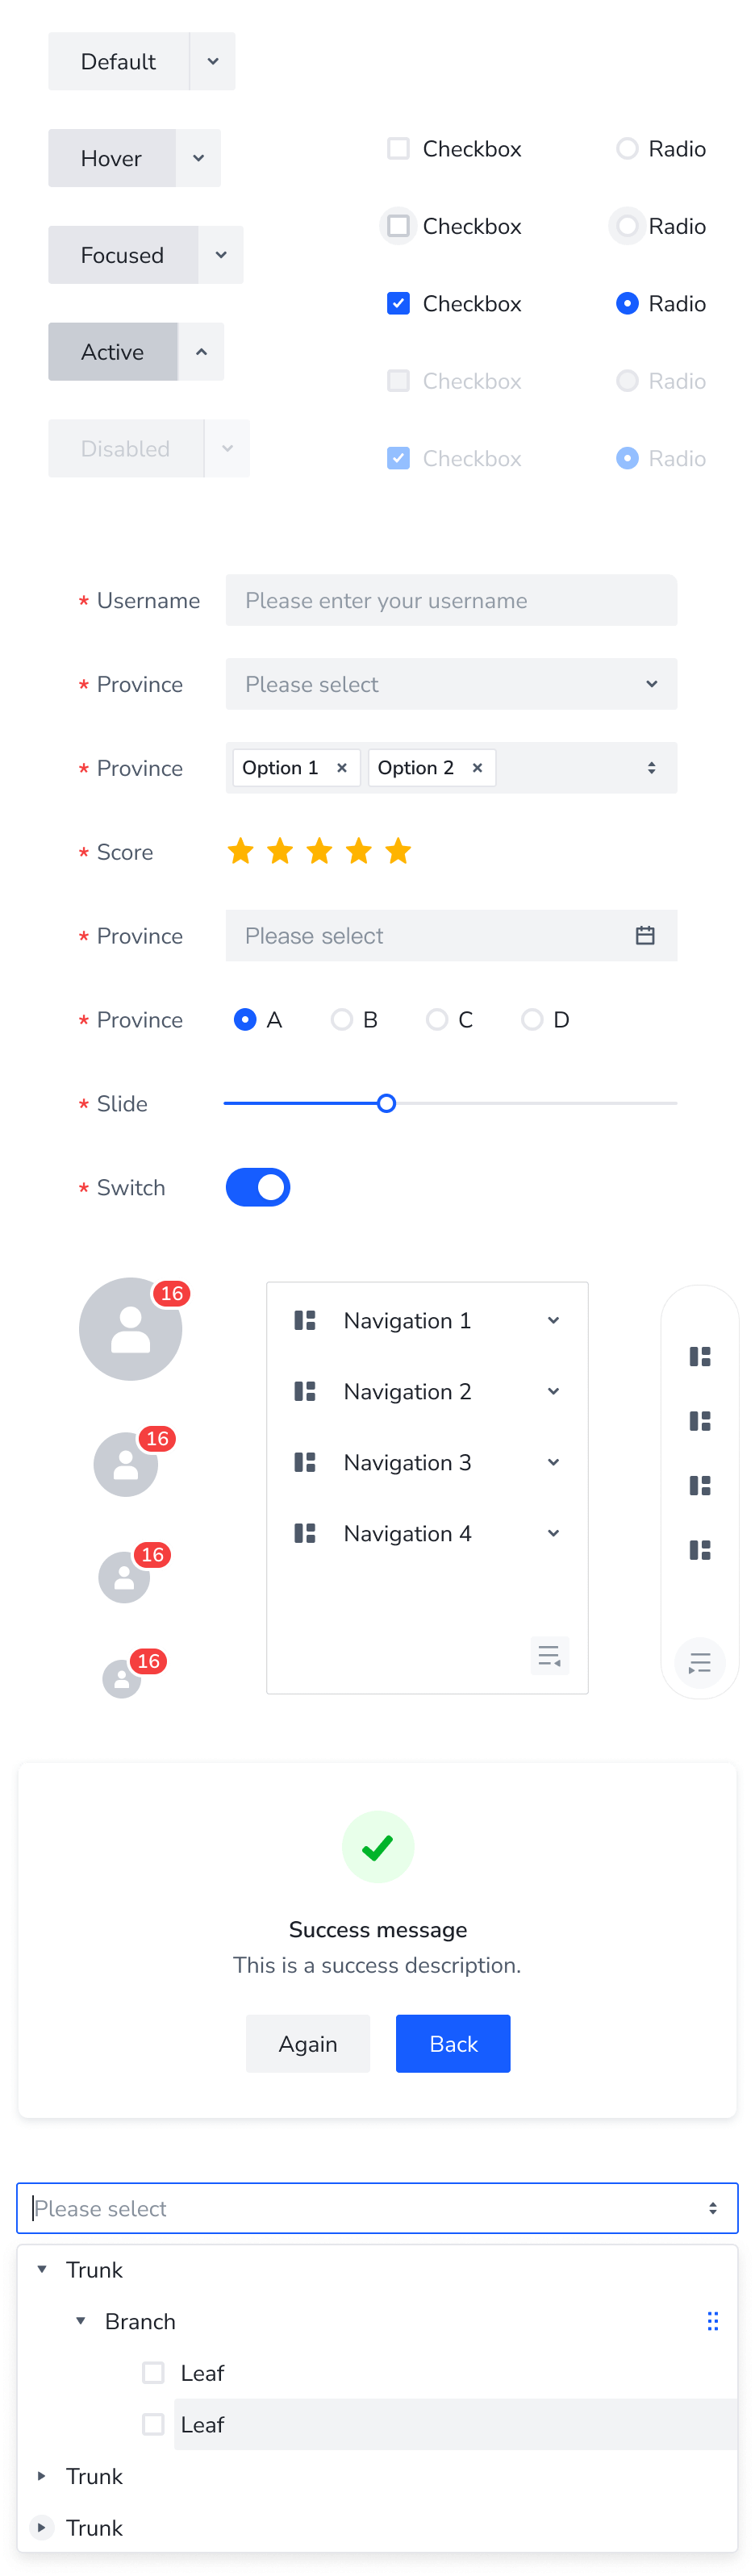 Default
Hover
Focused
Active
Disabled
Checkbox Radio
Checkbox Radio
Checkbox Radio
Checkbox Radio
Checkbox Radio
* Username Please enter your username
* Province Please select
* Province Option 1 × Option 2 ×
* Score
* Province Please select
* Province A B C D
* Slide
* Switch
16
16
16
16
Navigation 1
Navigation 2
Navigation 3
Navigation 4
Success message
This is a success description.
Again Back
Please select
Trunk
Branch
Leaf
Leaf
Trunk
Trunk